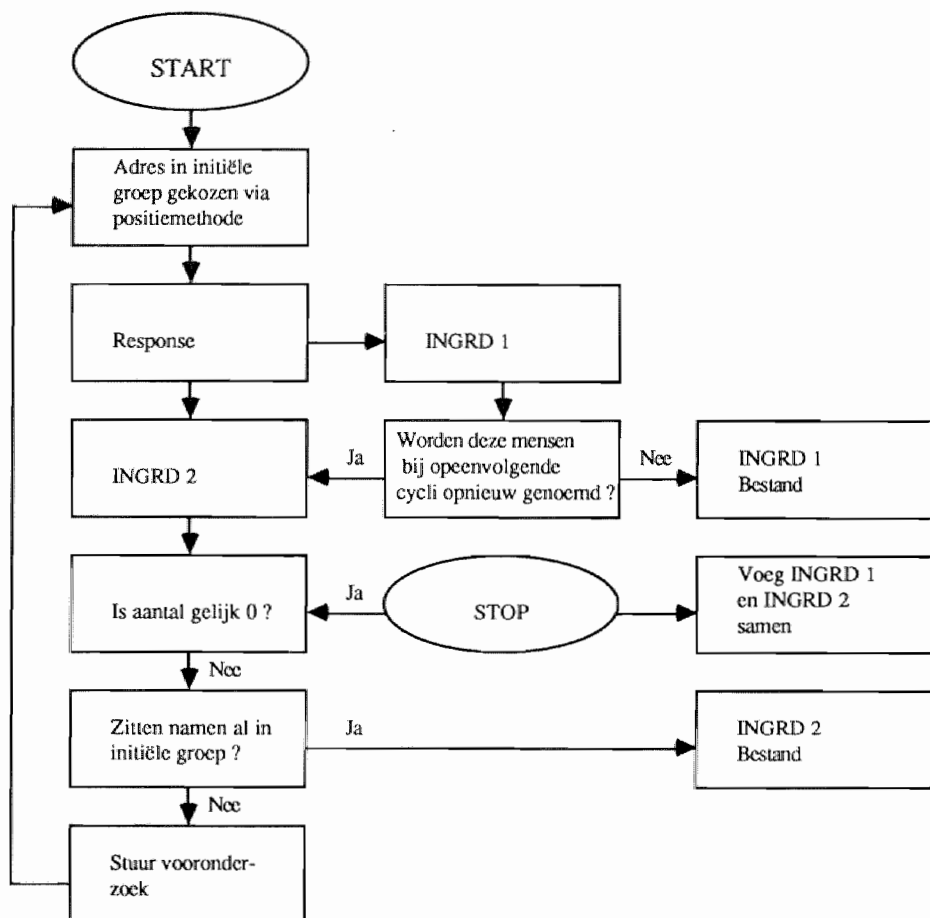 START
Adres in initiële
groep gekozen via
positiemethode
Response
INGRD 1
INGRD 2
Ja
Worden deze mensen
bij opeenvolgende
cycli opnieuw genoemd ?
Nee
INGRD 1
Bestand
Is aantal gelijk 0 ?
Ja
STOP
Voeg INGRD 1
en INGRD 2
samen
Nee
Zitten namen al in
initiële groep ?
Ja
INGRD 2
Bestand
Nee
Stuur vooronder-
zoek